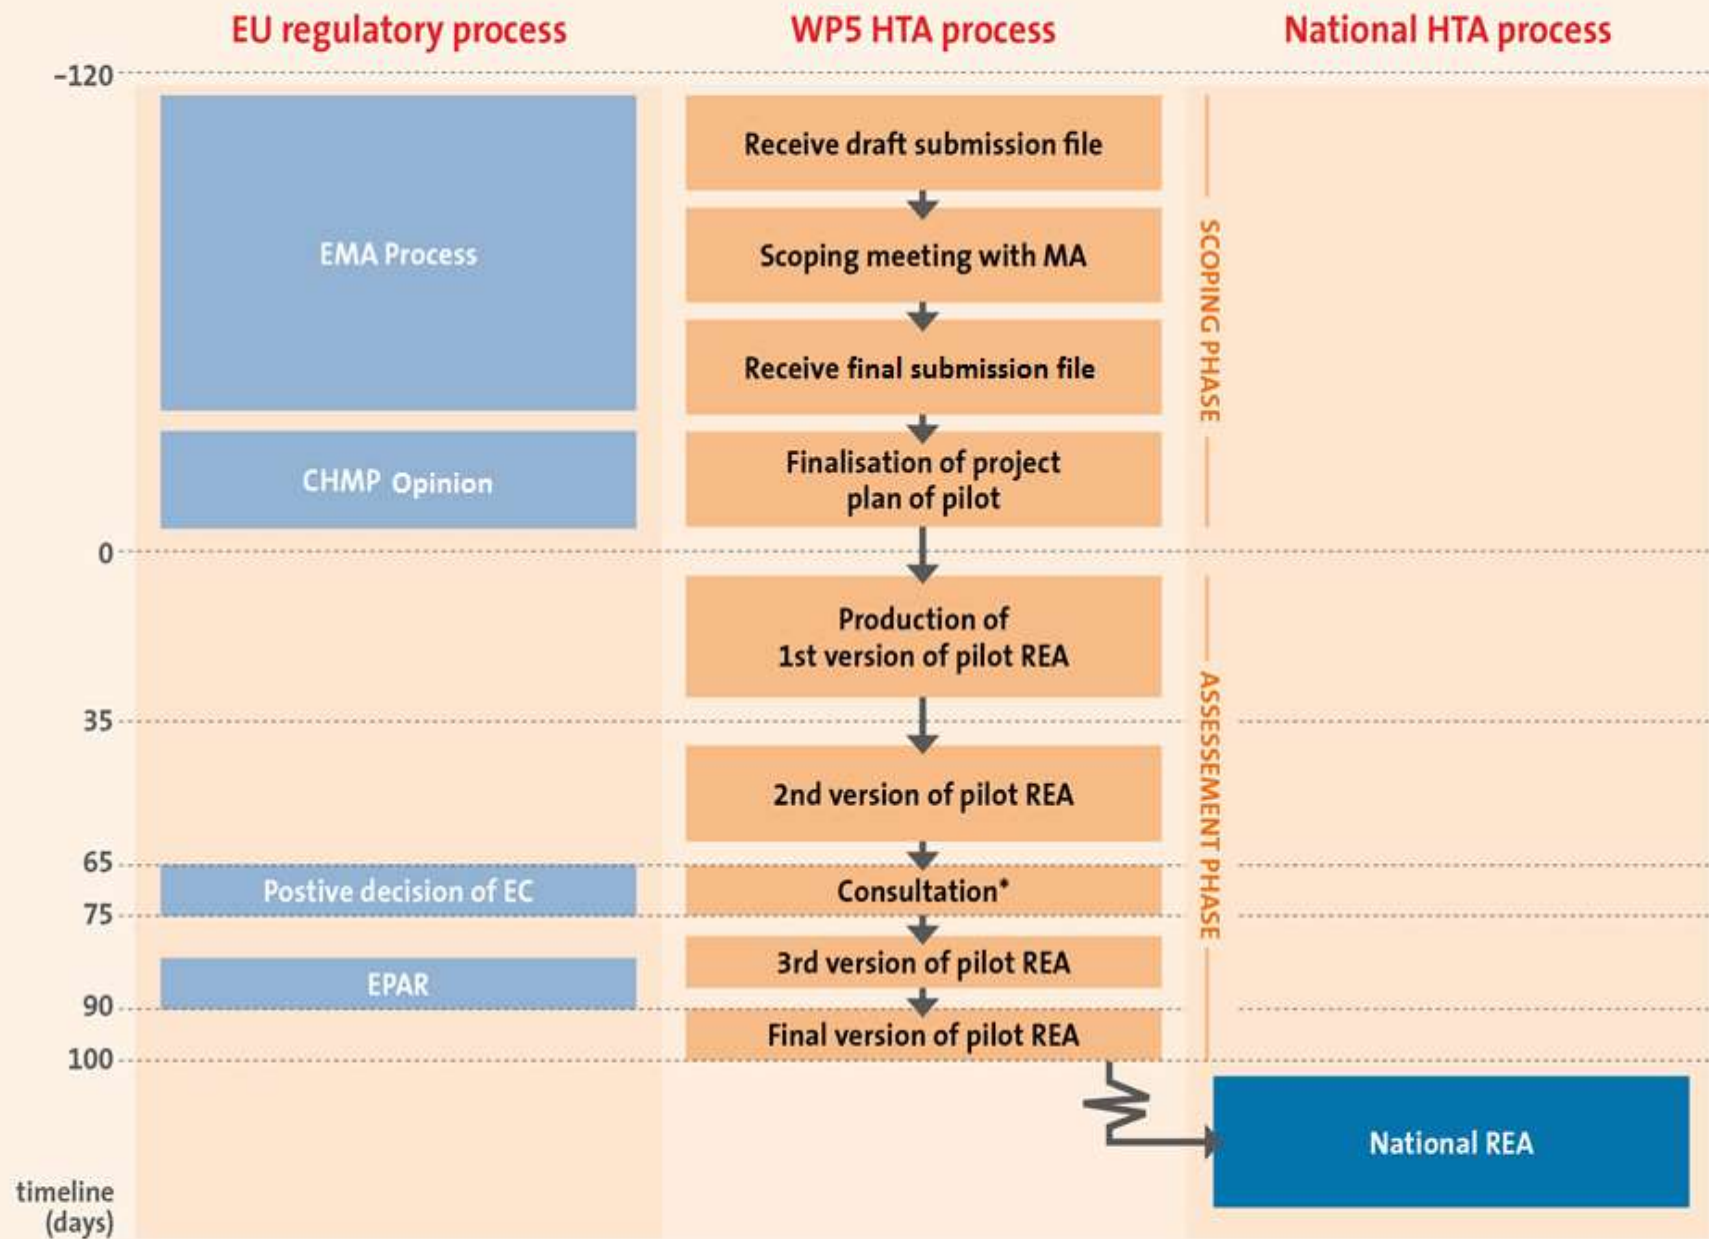 EU regulatory process
WP5 HTA process
National HTA process
–120
EMA Process
Receive draft submission file
Scoping meeting with MA
Receive final submission file
SCOPING PHASE
CHMP Opinion
Finalisation of project
plan of pilot
0
Production of
1st version of pilot REA
35
2nd version of pilot REA
ASSESSEMENT PHASE
65
Postive decision of EC
Consultation*
75
3rd version of pilot REA
EPAR
90
Final version of pilot REA
100
National REA
timeline
(days)